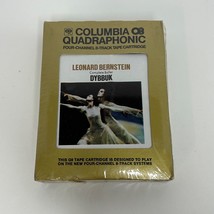 COLUMBIA Q8
QUADRAPHONIC
FOUR-CHANNEL 8-TRACK TAPE CARTRIDGE
LEONARD BERNSTEIN
DYBBUK
THIS Q8 TAPE CARTRIDGE IS DESIGNED TO PLAY
ON THE NEW FOUR-CHANNEL 8-TRACK SYSTEMS